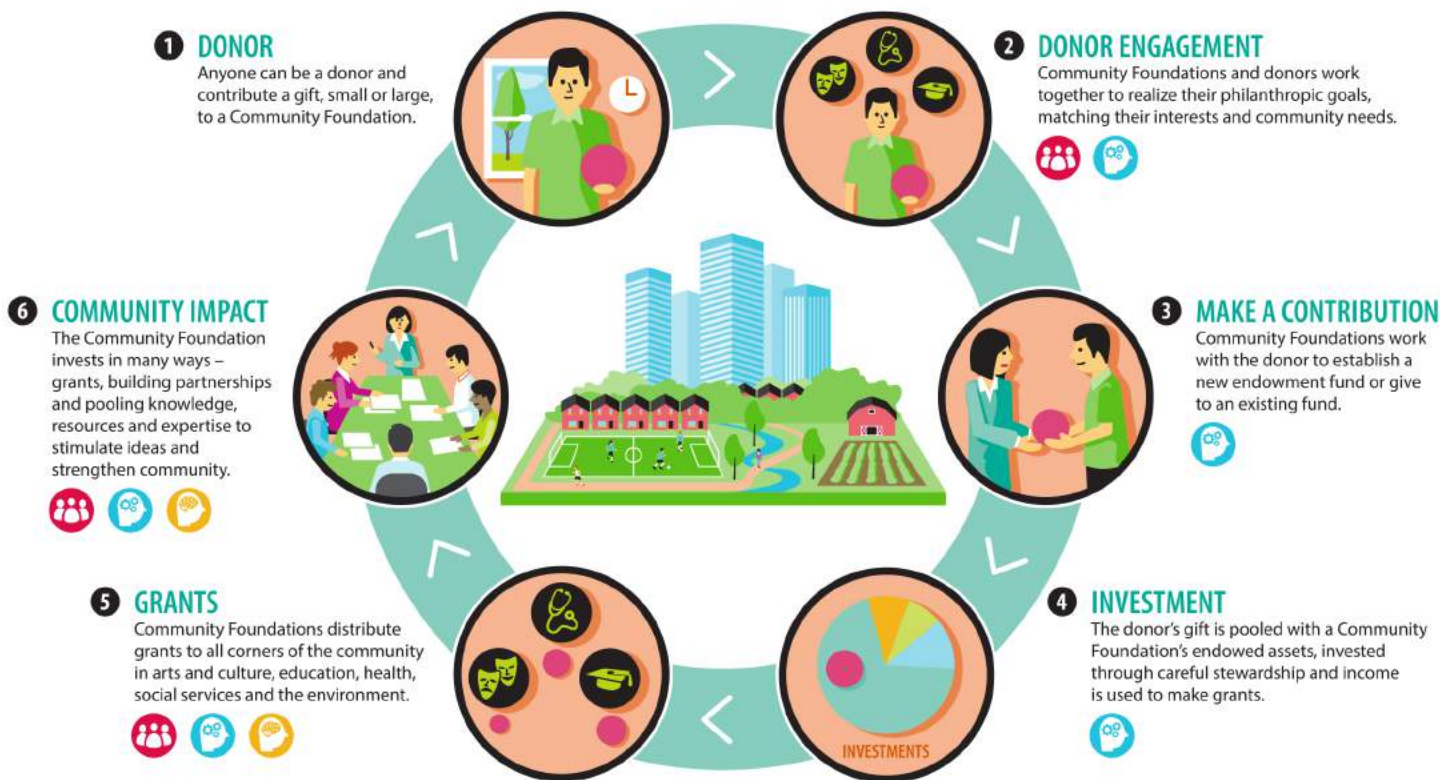 1 DONOR
Anyone can be a donor and
contribute a gift, small or large,
to a Community Foundation.
2 DONOR ENGAGEMENT
Community Foundations and donors work
together to realize their philanthropic goals,
matching their interests and community needs.
3 MAKE A CONTRIBUTION
Community Foundations work
with the donor to establish a
new endowment fund or give
to an existing fund.
4 INVESTMENT
The donor's gift is pooled with a Community
Foundation's endowed assets, invested
through careful stewardship and income
is used to make grants.
INVESTMENTS
5 GRANTS
Community Foundations distribute
grants to all corners of the community
in arts and culture, education, health,
social services and the environment.
6 COMMUNITY IMPACT
The Community Foundation
invests in many ways –
grants, building partnerships
and pooling knowledge,
resources and expertise to
stimulate ideas and
strengthen community.